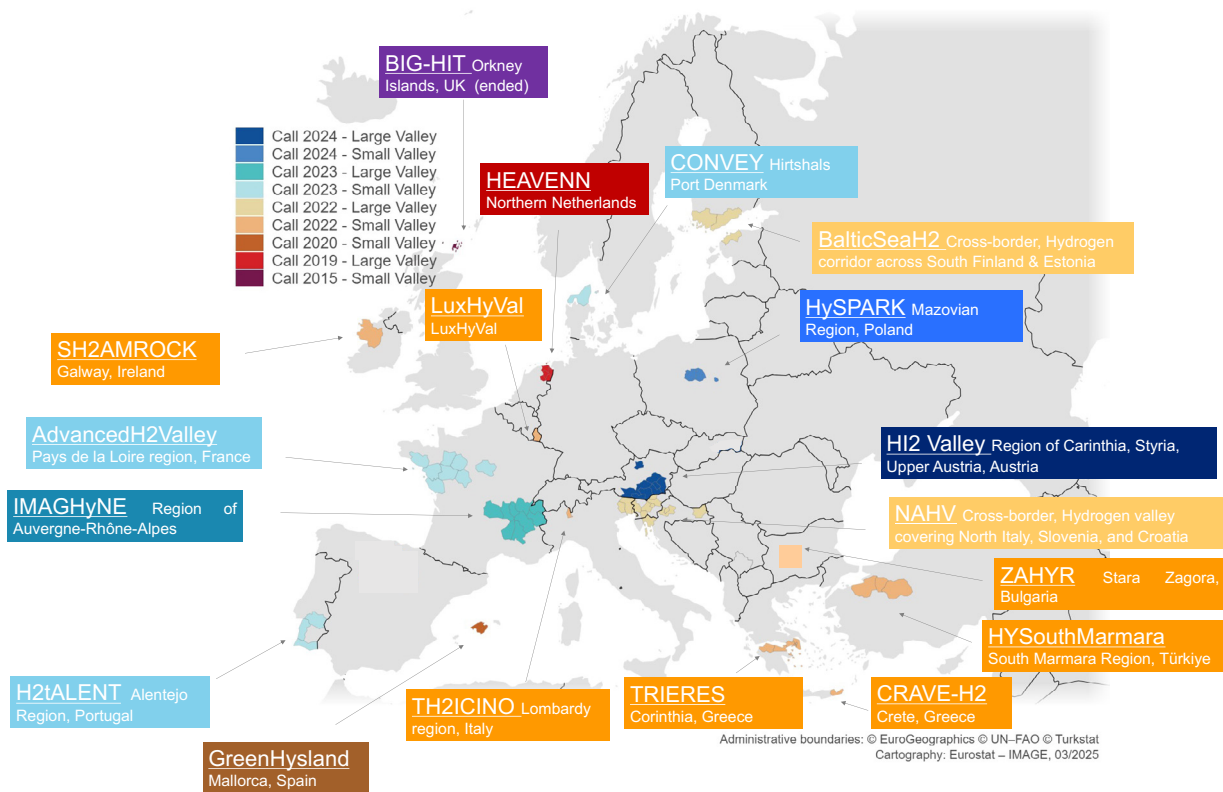 BIG-HIT Orkney
Islands, UK (ended)
Call 2024 - Large Valley
Call 2024 - Small Valley
Call 2023 - Large Valley
Call 2023 - Small Valley
Call 2022 - Large Valley
Call 2022 - Small Valley
Call 2020 - Small Valley
Call 2019 - Large Valley
Call 2015 - Small Valley
HEAVENN
Northern Netherlands
CONVEY Hirtshals
Port Denmark
BalticSeaH2 Cross-border, Hydrogen
corridor across South Finland & Estonia
LuxHyVal
LuxHyVal
HySPARK Mazovian
Region, Poland
SH2AMROCK
Galway, Ireland
AdvancedH2Valley
Pays de la Loire region, France
HI2 Valley Region of Carinthia, Styria,
Upper Austria, Austria
IMAGHyNE Region of
Auvergne-Rhône-Alpes
NAHV Cross-border, Hydrogen valley
covering North Italy, Slovenia, and Croatia
ZAHYR Stara Zagora,
Bulgaria
HYSouthMarmara
South Marmara Region, Türkiye
H2tALENT Alentejo
Region, Portugal
TH2ICINO Lombardy
region, Italy
TRIERES
Corinthia, Greece
CRAVE-H2
Crete, Greece
GreenHysland
Mallorca, Spain
Administrative boundaries: © EuroGeographics © UN–FAO © Turkstat
Cartography: Eurostat – IMAGE, 03/2025